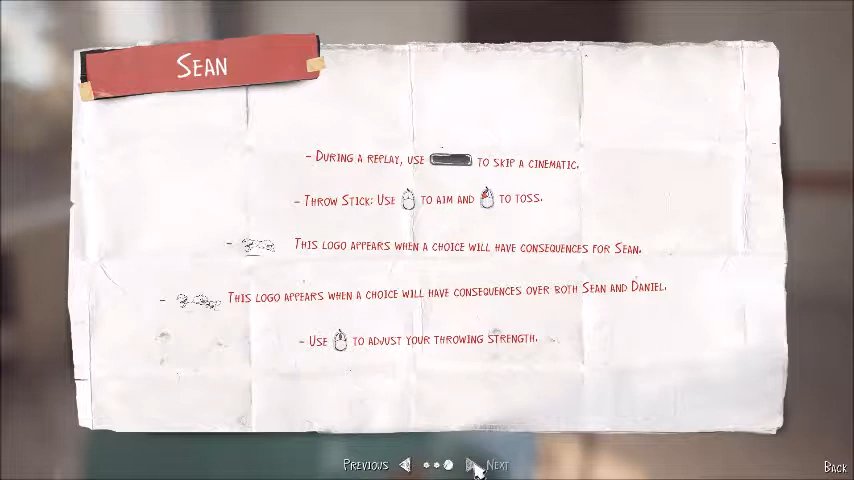 SEAN
- DURING A REPLAY, USE TO SKIP A CINEMATIC.
- THROW STICK: USE TO AIM AND TO TOSS.
- THIS LOGO APPEARS WHEN A CHOICE WILL HAVE CONSEQUENCES FOR SEAN.
- THIS LOGO APPEARS WHEN A CHOICE WILL HAVE CONSEQUENCES OVER BOTH SEAN AND DANIEL.
- USE TO ADJUST YOUR THROWING STRENGTH.
PREVIOUS NEXT BACK